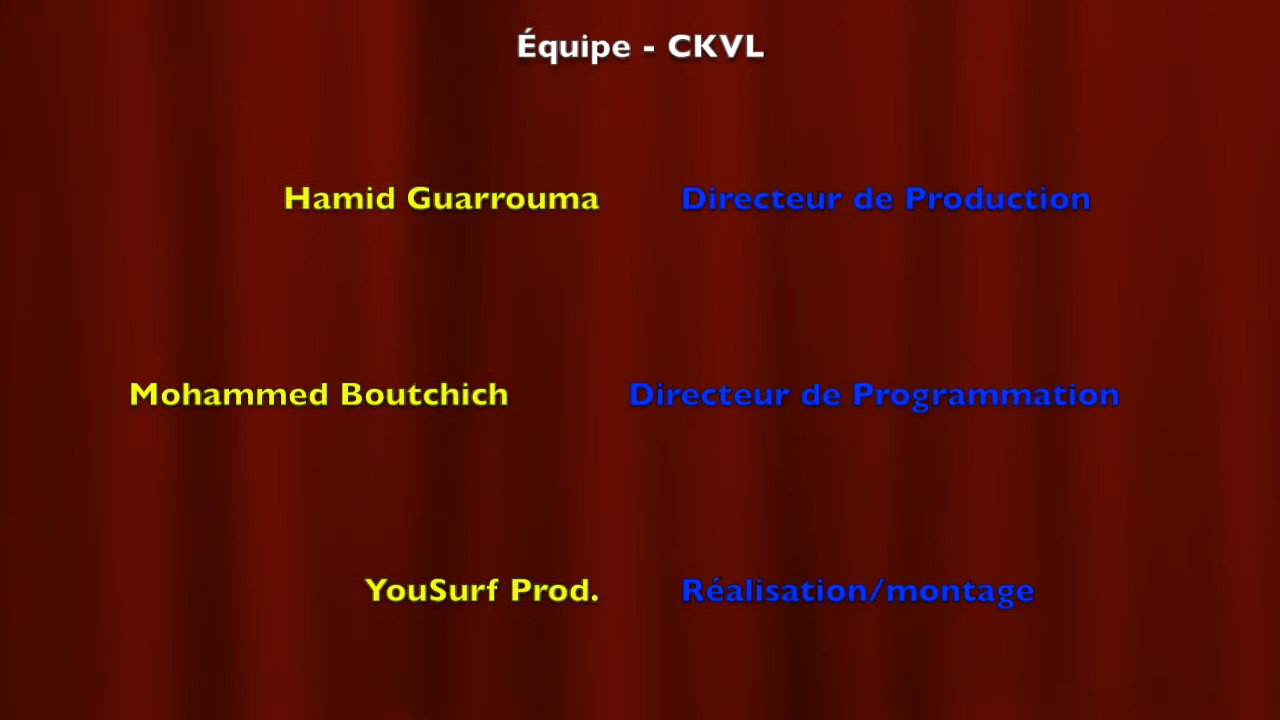 Équipe - CKVL
Hamid Guarrouma Directeur de Production
Mohammed Boutchich Directeur de Programmation
YouSurf Prod. Réalisation/montage